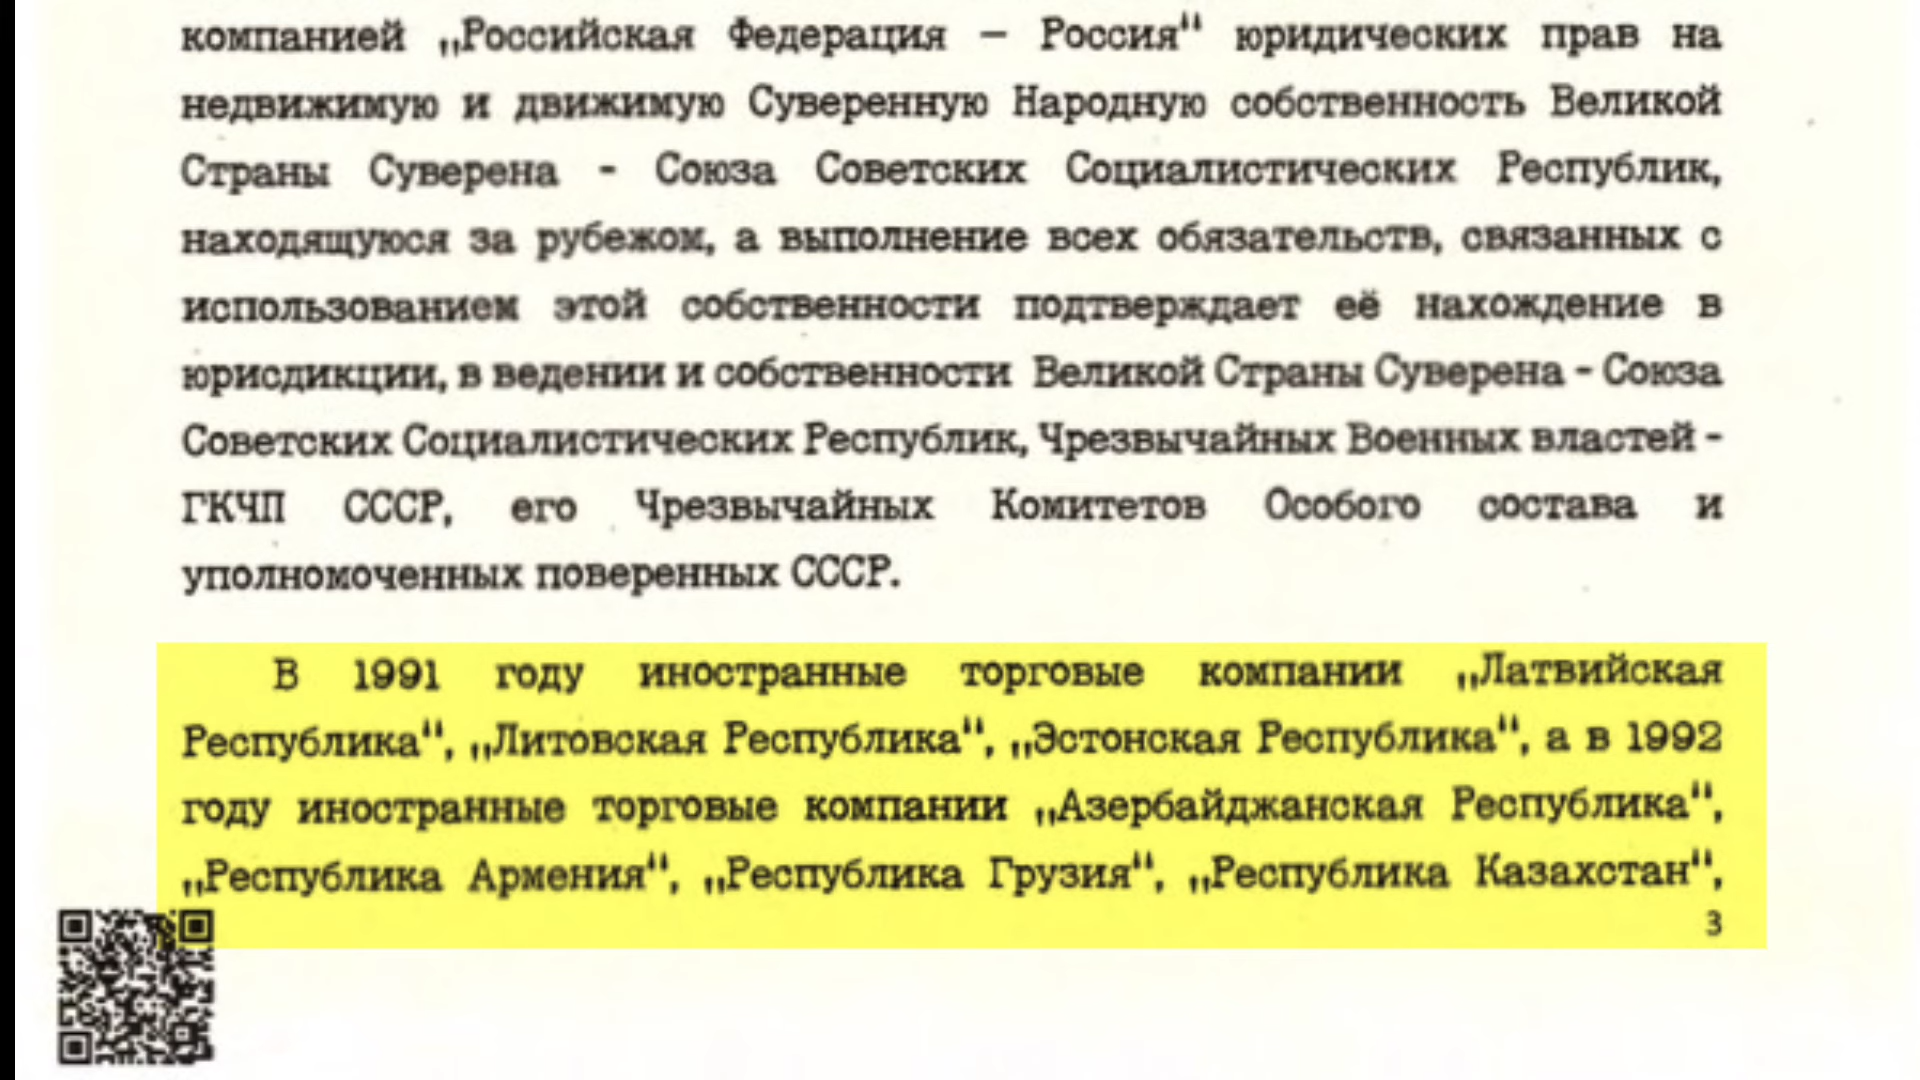 компанией „Российская Федерация – Россия“ юридических прав на
недвижимую и движимую Суверенную Народную собственность Великой
Страны Суверена - Союза Советских Социалистических Республик,
находящуюся за рубежом, а выполнение всех обязательств, связанных с
использованием этой собственности подтверждает её нахождение в
юрисдикции, в ведении и собственности Великой Страны Суверена - Союза
Советских Социалистических Республик, Чрезвычайных Военных властей -
ГКЧП СССР, его Чрезвычайных Комитетов Особого состава и
уполномоченных поверенных СССР.
В 1991 году иностранные торговые компании „Латвийская
Республика“, „Литовская Республика“, „Эстонская Республика“, а в 1992
году иностранные торговые компании „Азербайджанская Республика“,
„Республика Армения“, „Республика Грузия“, „Республика Казахстан“,
3